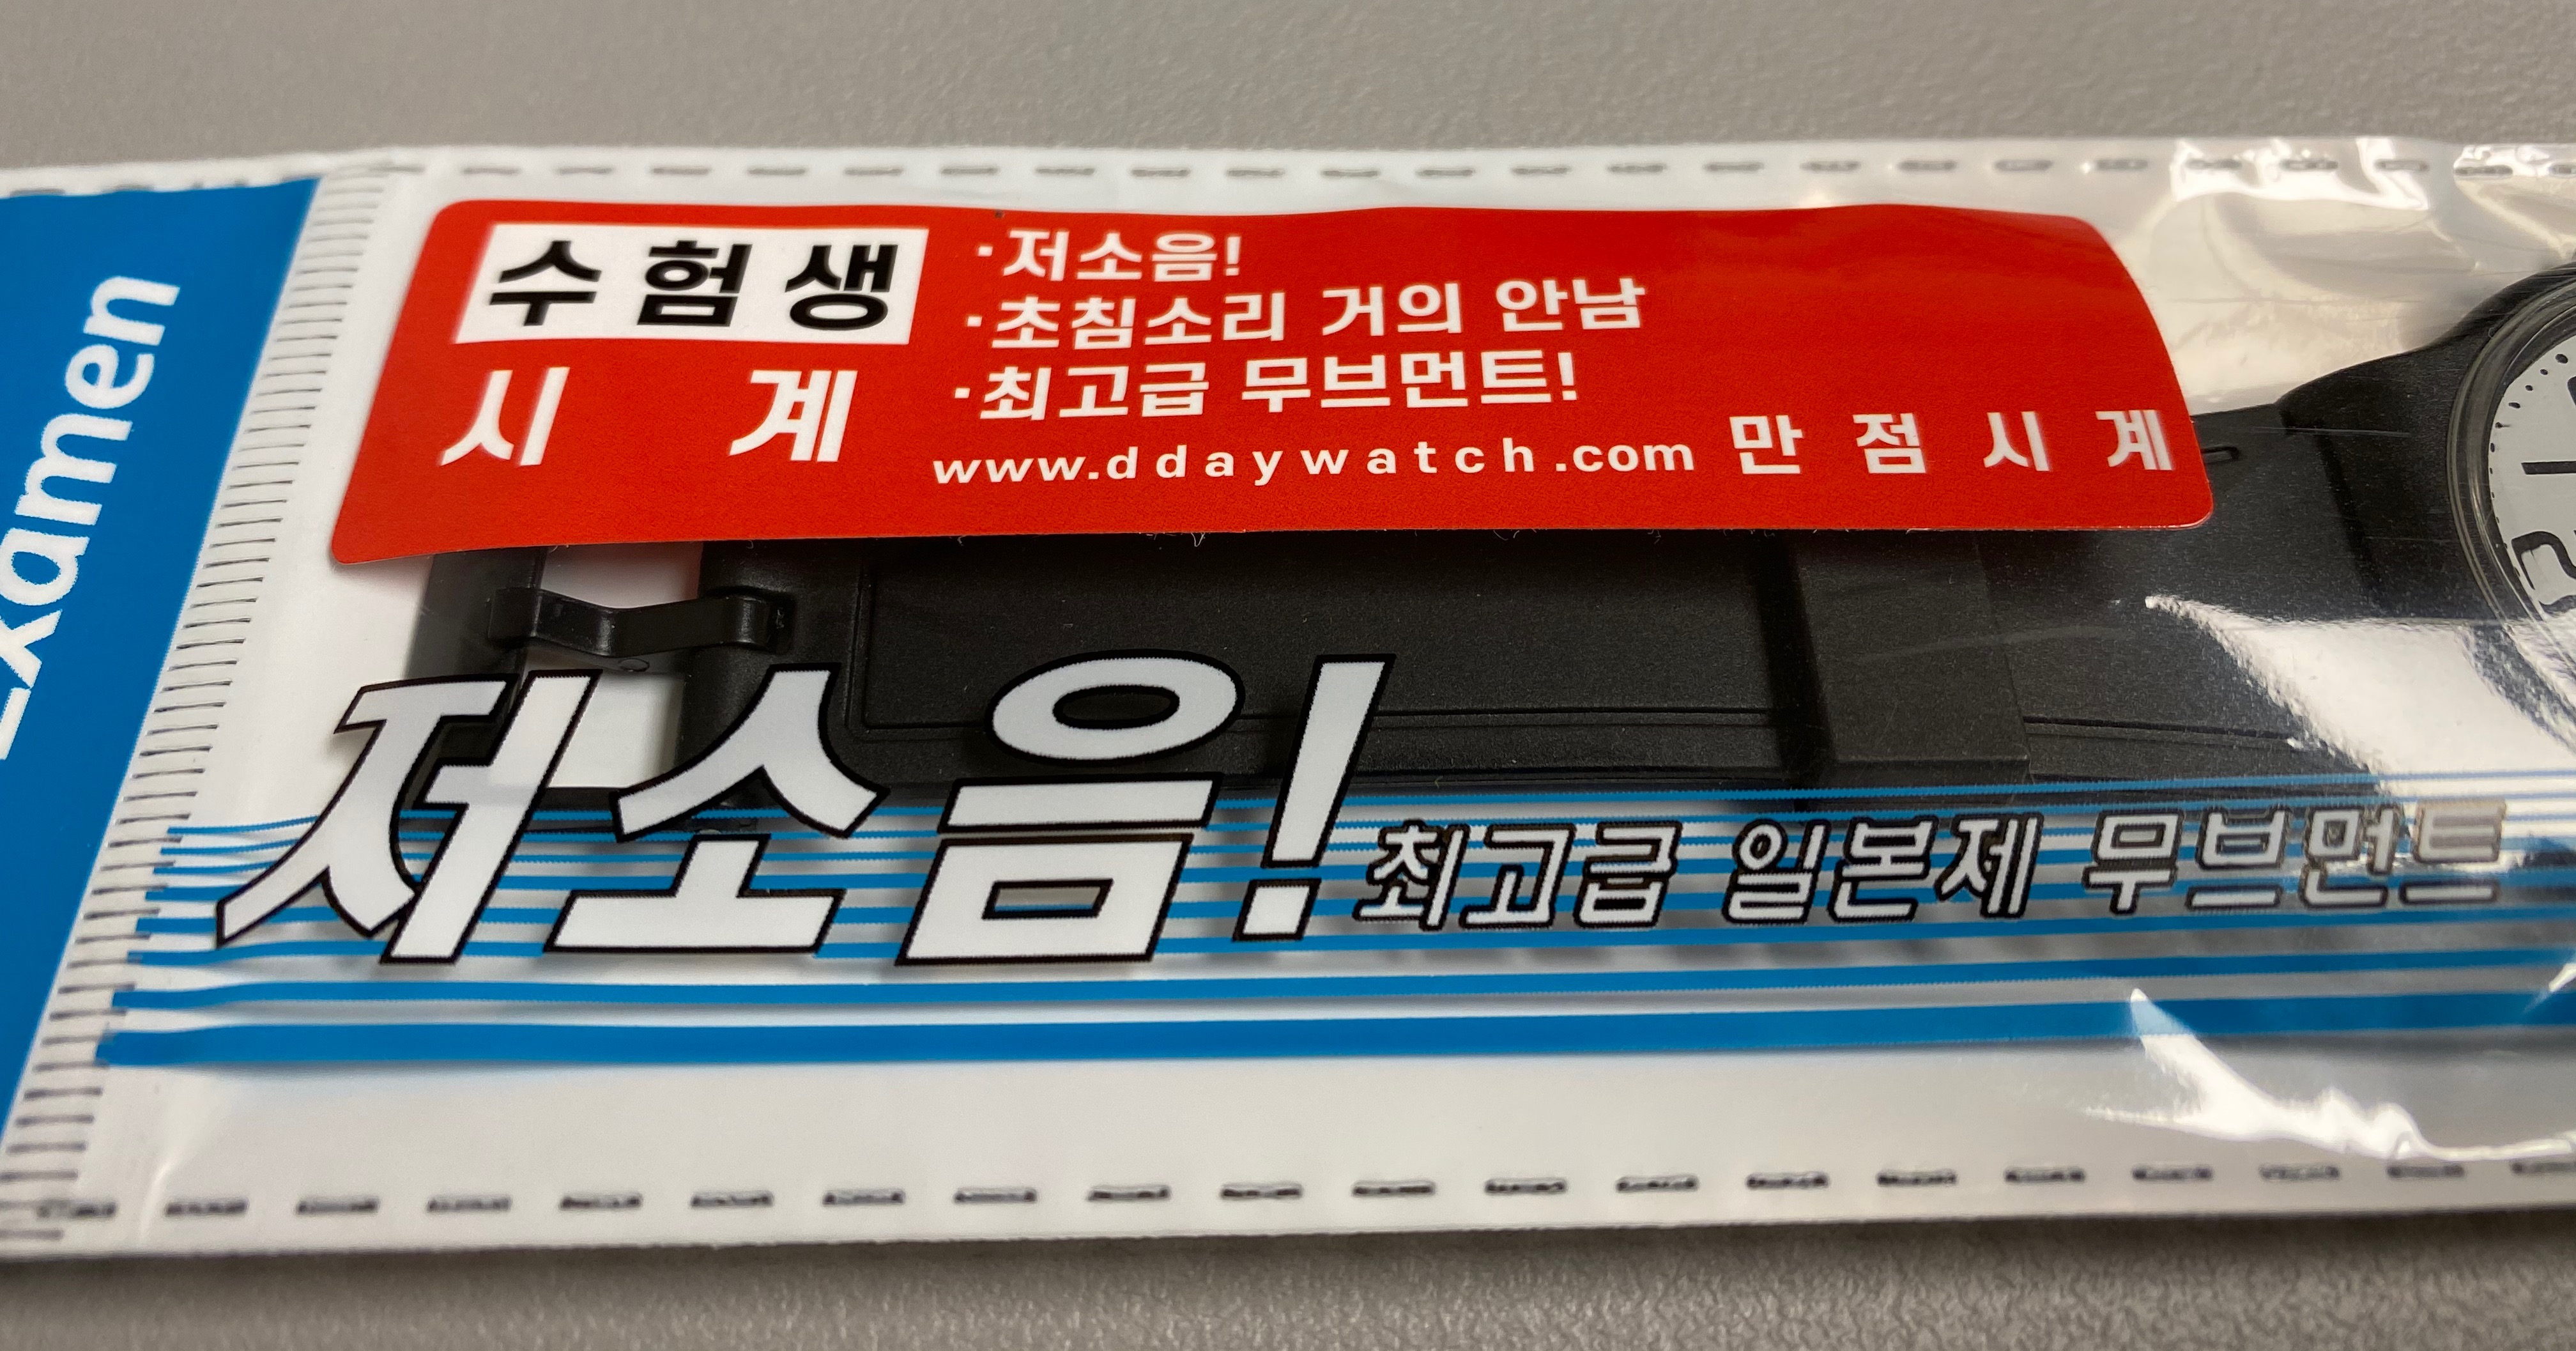 Examen
수험생
시계
·저소음!
·초침소리 거의 안남
·최고급 무브먼트!
www.ddaywatch.com 만점시계
저소음! 최고급 일본제 무브먼트